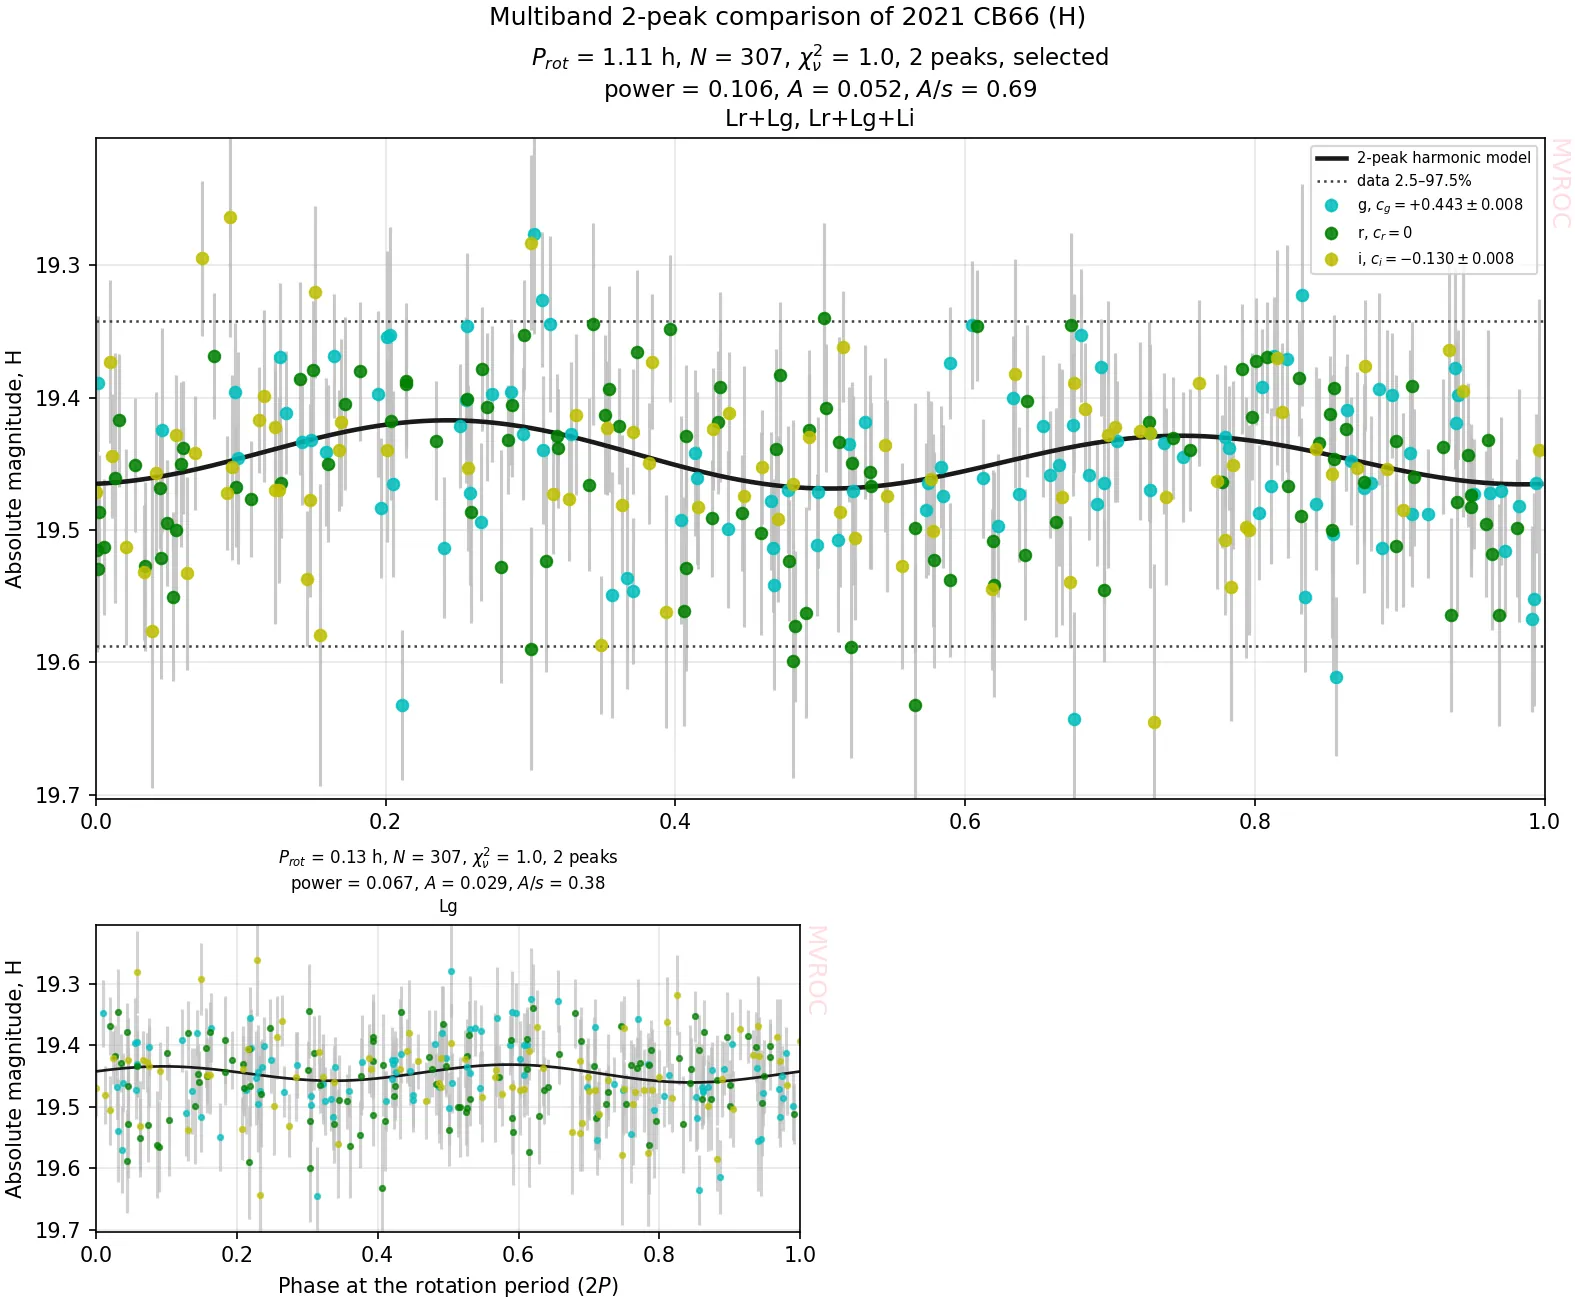 Multiband 2-peak comparison of 2021 CB66 (H)
P_rot = 1.11 h, N = 307, χ²_ν = 1.0, 2 peaks, selected
power = 0.106, A = 0.052, A/s = 0.69
Lr+Lg, Lr+Lg+Li
2-peak harmonic model
data 2.5–97.5%
g, c_g = +0.443 ± 0.008
r, c_r = 0
i, c_i = −0.130 ± 0.008
MVROC
Absolute magnitude, H
19.3
19.4
19.5
19.6
19.7
0.0 0.2 0.4 0.6 0.8 1.0
P_rot = 0.13 h, N = 307, χ²_ν = 1.0, 2 peaks
power = 0.067, A = 0.029, A/s = 0.38
Lg
MVROC
Absolute magnitude, H
19.3
19.4
19.5
19.6
19.7
0.0 0.2 0.4 0.6 0.8 1.0
Phase at the rotation period (2P)